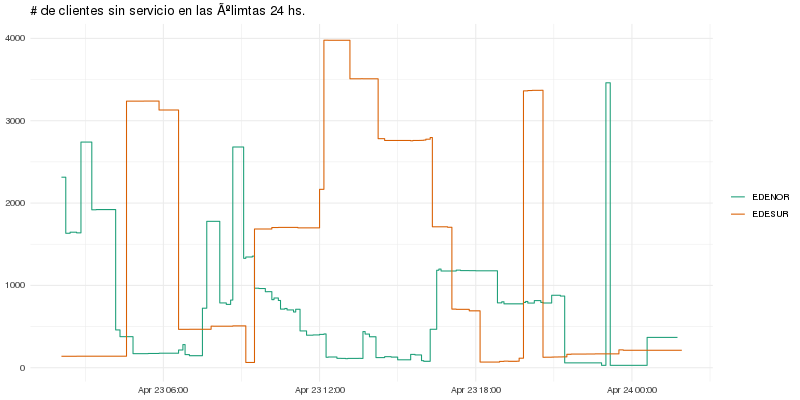 # de clientes sin servicio en las Ãºlimtas 24 hs.
4000
3000
2000
1000
0
Apr 23 06:00
Apr 23 12:00
Apr 23 18:00
Apr 24 00:00
EDENOR
EDESUR